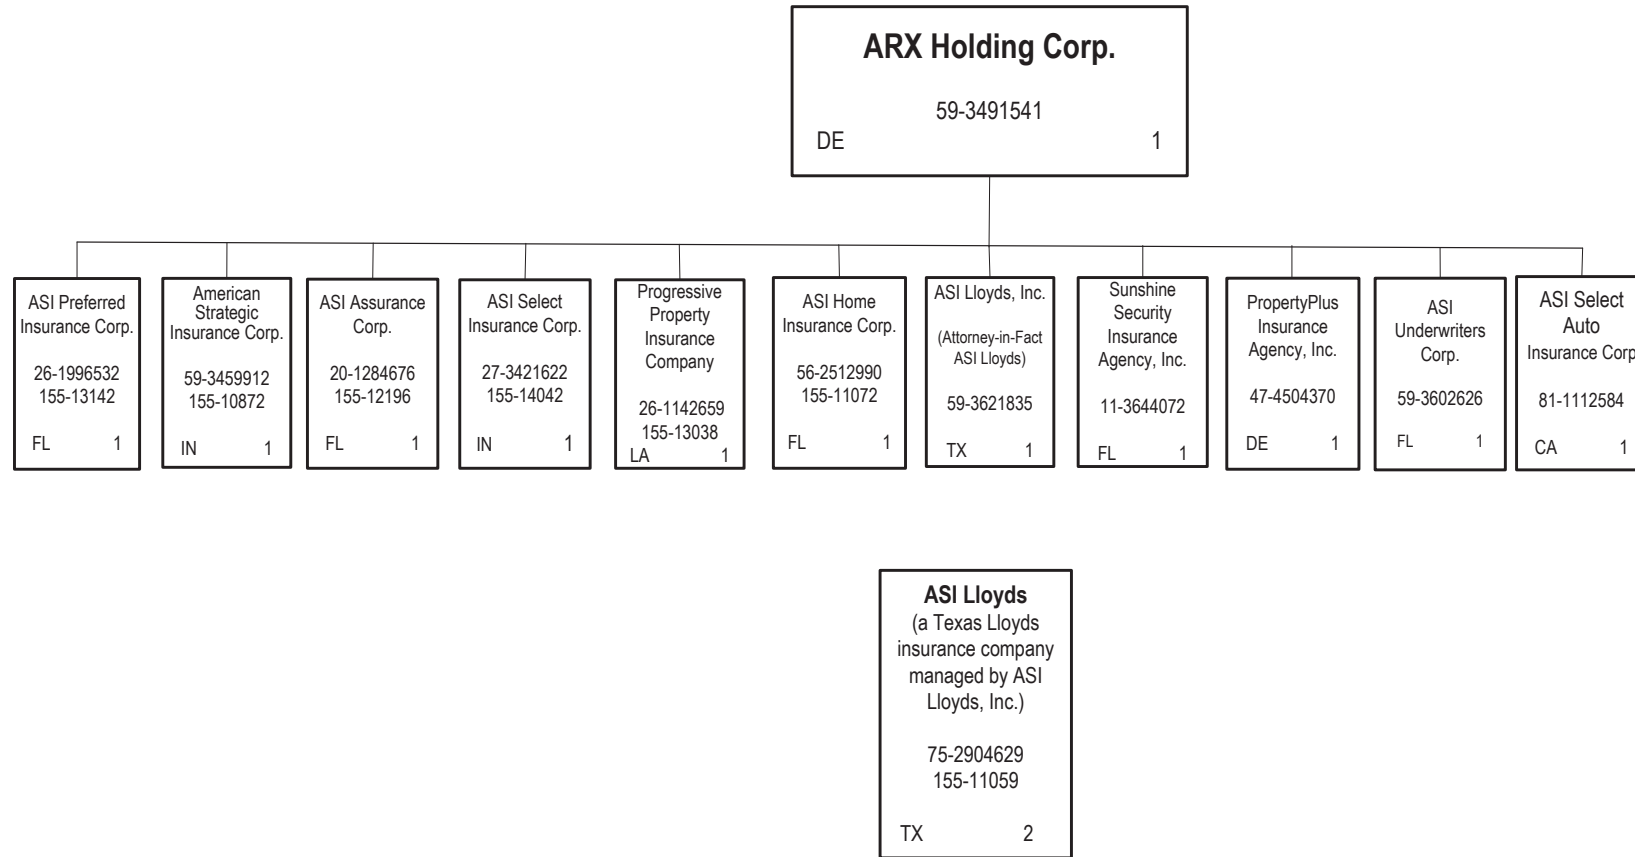 ARX Holding Corp.
59-3491541
DE 1
ASI Preferred
Insurance Corp.
26-1996532
155-13142
FL 1
American
Strategic
Insurance Corp.
59-3459912
155-10872
IN 1
ASI Assurance
Corp.
20-1284676
155-12196
FL 1
ASI Select
Insurance Corp.
27-3421622
155-14042
IN 1
Progressive
Property
Insurance
Company
26-1142659
155-13038
LA 1
ASI Home
Insurance Corp.
56-2512990
155-11072
FL 1
ASI Lloyds, Inc.
(Attorney-in-Fact
ASI Lloyds)
59-3621835
TX 1
Sunshine
Security
Insurance
Agency, Inc.
11-3644072
FL 1
PropertyPlus
Insurance
Agency, Inc.
47-4504370
DE 1
ASI
Underwriters
Corp.
59-3602626
FL 1
ASI Select
Auto
Insurance Corp
81-1112584
CA 1
ASI Lloyds
(a Texas Lloyds
insurance company
managed by ASI
Lloyds, Inc.)
75-2904629
155-11059
TX 2